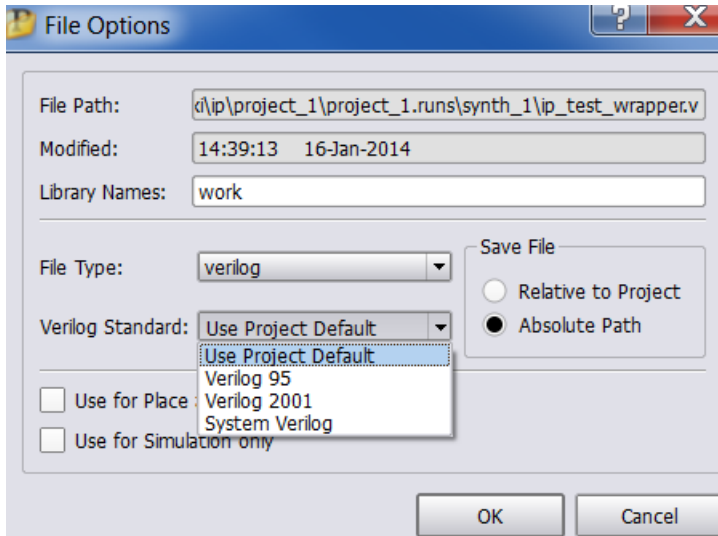 File Options
File Path: \ip\project_1\project_1.runs\synth_1\ip_test_wrapper.v
Modified: 14:39:13 16-Jan-2014
Library Names: work
Save File
File Type: verilog
Relative to Project
Verilog Standard: Use Project Default
Absolute Path
Use Project Default
Verilog 95
Use for Place
Verilog 2001
System Verilog
Use for Simulation only
OK Cancel